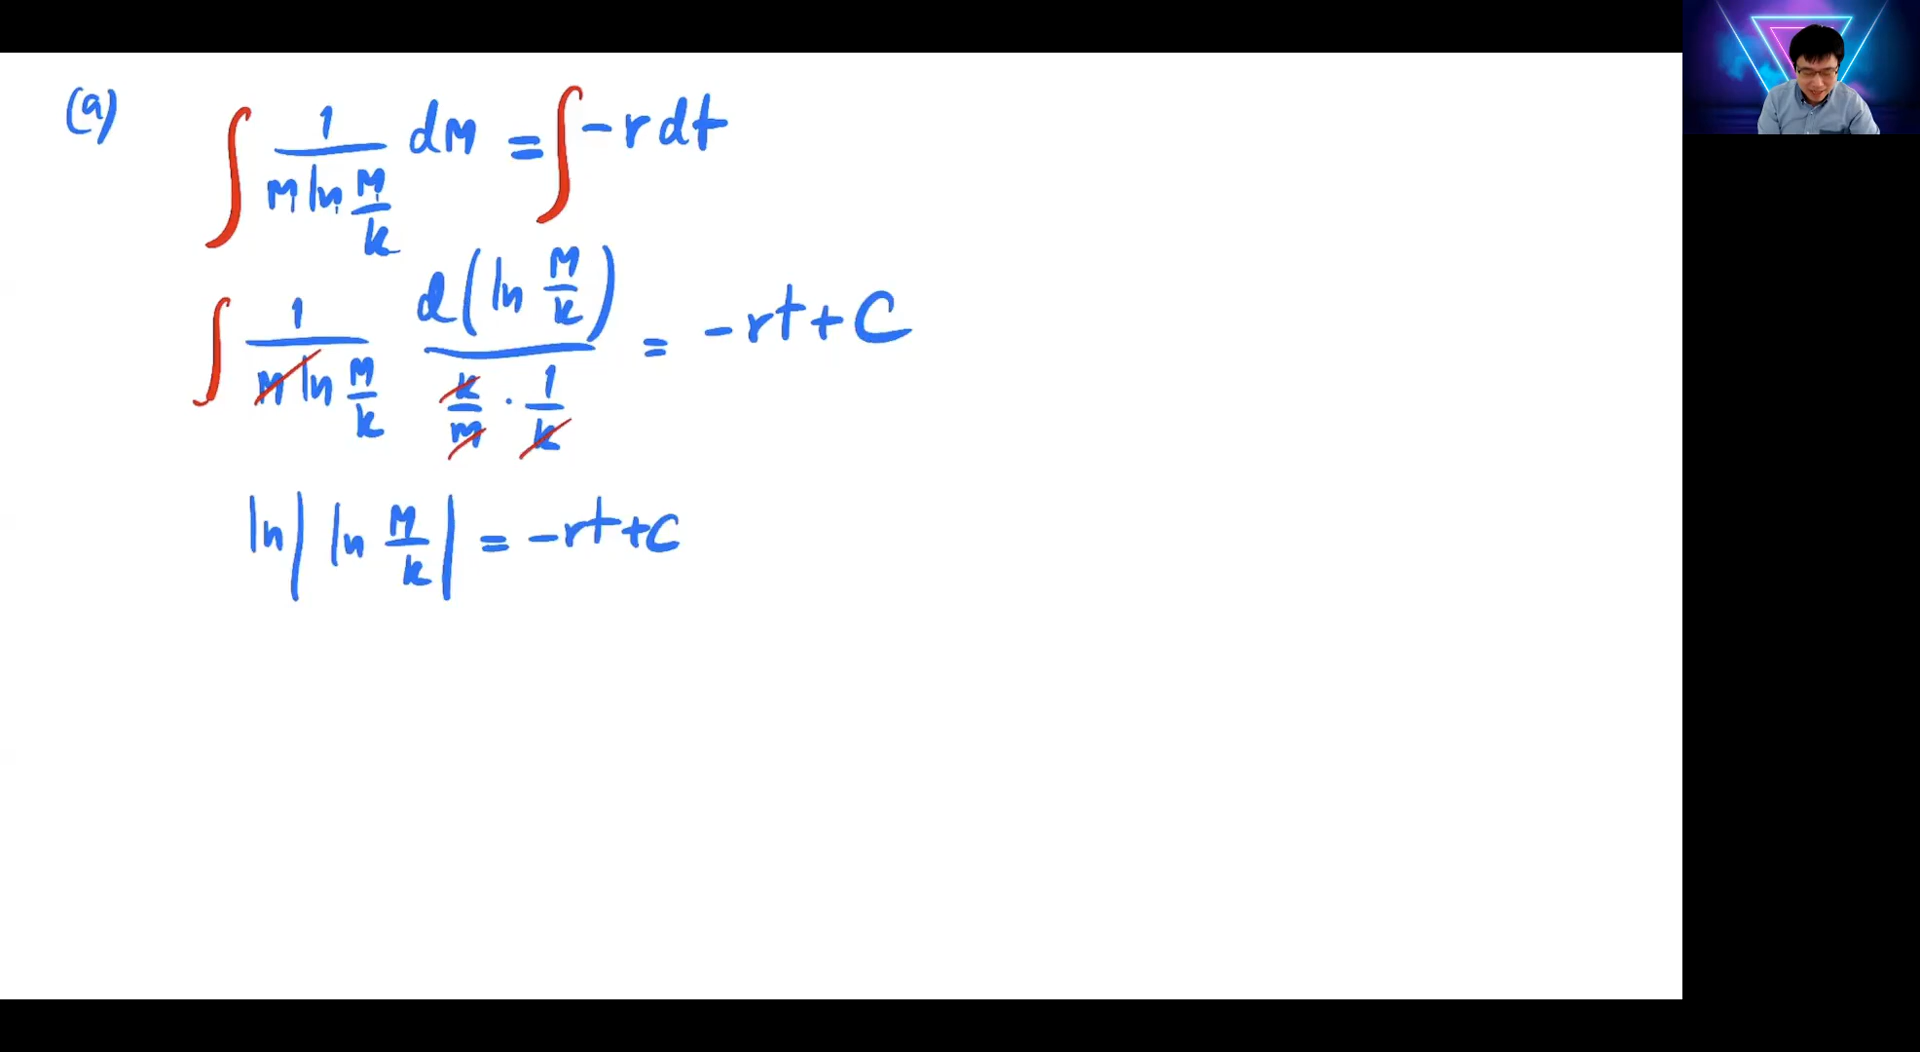 (a) ∫ 1/(M ln M/k) dM = ∫ -r dt
∫ 1/(M ln M/k) d(ln M/k)/(k/M · 1/k) = -rt + C
ln| ln M/k | = -rt + C